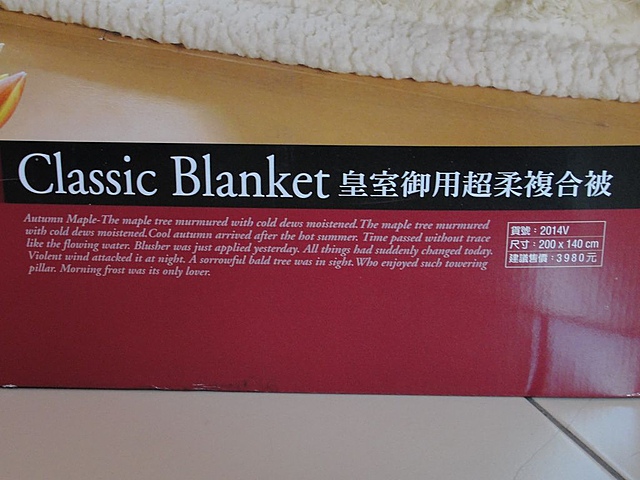 Classic Blanket 皇室御用超柔複合被
Autumn Maple-The maple tree murmured with cold dews moistened.The maple tree murmured
with cold dews moistened.Cool autumn arrived after the hot summer. Time passed without trace
like the flowing water. Blusher was just applied yesterday. All things had suddenly changed today.
Violent wind attacked it at night. A sorrowful bald tree was in sight.Who enjoyed such towering
pillar. Morning frost was its only lover.
貨號：2014V
尺寸：200 x 140 cm
建議售價：3980元